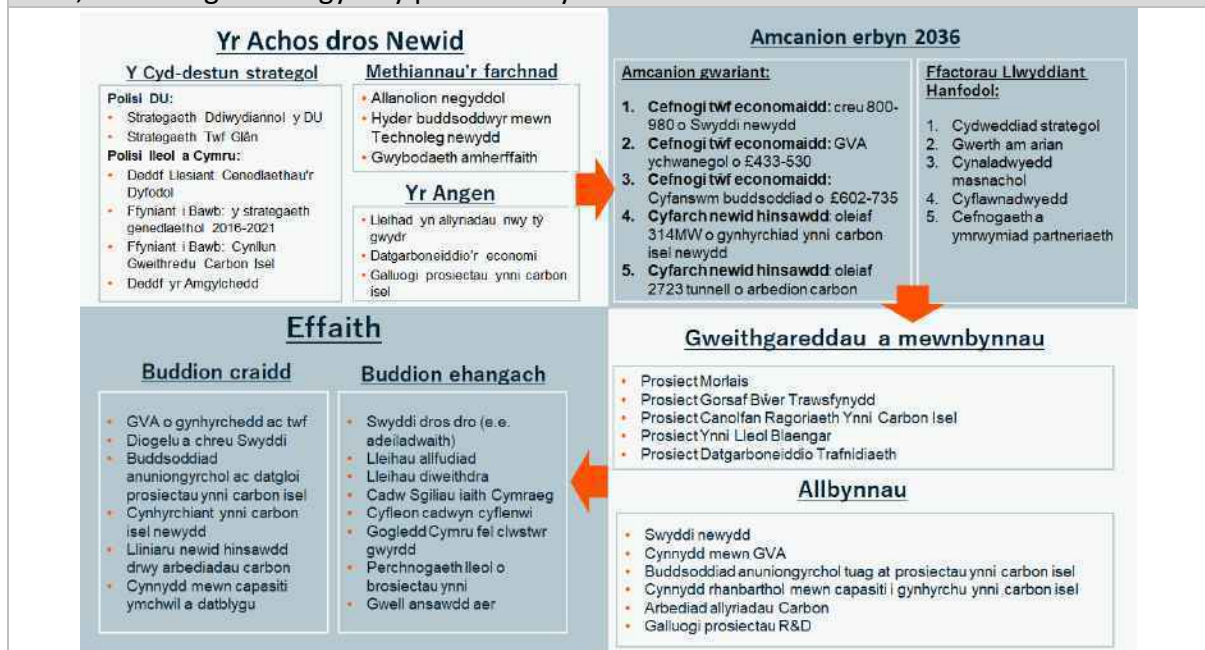 Yr Achos dros Newid
Y Cyd-destun strategol
Polisi DU:
• Strategaeth Ddiwydiannol y DU
• Strategaeth Twf Glân
Polisi lleol a Cymru:
• Deddf Llesiant Cenedlaethau'r
Dyfodol
• Ffyniant i Bawb: y strategaeth
genedlaethol 2016-2021
• Ffyniant i Bawb: Cynllun
Gweithredu Carbon Isel
• Deddf yr Amgylchedd
Methiannau'r farchnad
• Allanolion negyddol
• Hyder buddsoddwyr mewn
Technoleg newydd
• Gwybodaeth amherffaith
Yr Angen
• Lleihad yn allynadau nwy tŷ
gwydr
• Datgarboneiddio'r economi
• Galluogi prosiectau ynni carbon
isel
Amcanion erbyn 2036
Amcanion gwariant:
1. Cefnogi twf economaidd: creu 800-
980 o Swyddi newydd
2. Cefnogi twf economaidd: GVA
ychwanegol o £433-530
3. Cefnogi twf economaidd:
Cyfanswm buddsoddiad o £602-735
4. Cyfarch newid hinsawdd: oleiaf
314MW o gynhyrchiad ynni carbon
isel newydd
5. Cyfarch newid hinsawdd: oleiaf
2723 tunnell o arbedion carbon
Ffactorau Llwyddiant
Hanfodol:
1. Cydweddiad strategol
2. Gwerth am arian
3. Cynaladwyedd
masnachol
4. Cyflawnadwyedd
5. Cefnogaeth a
ymrwymiad partneriaeth
Gweithgareddau a mewnbynnau
• Prosiect Morlais
• Prosiect Gorsaf Bŵer Trawsfynydd
• Prosiect Canolfan Ragoriaeth Ynni Carbon Isel
• Prosiect Ynni Lleol Blaengar
• Prosiect Datgarboneiddio Trafnidiaeth
Allbynnau
• Swyddi newydd
• Cynnydd mewn GVA
• Buddsoddiad anuniongyrchol tuag at prosiectau ynni carbon isel
• Cynnydd rhanbarthol mewn capasiti i gynhyrchu ynni carbon isel
• Arbediad allyriadau Carbon
• Galluogi prosiectau R&D
Effaith
Buddion craidd
• GVA o gynhyrchedd ac twf
• Diogelu a chreu Swyddi
• Buddsoddiad
anuniongyrchol ac datgloi
prosiectau ynni carbon isel
• Cynhyrchiant ynni carbon
isel newydd
• Lliniaru newid hinsawdd
drwy arbediadau carbon
• Cynnydd mewn capasiti
ymchwil a datblygu
Buddion ehangach
• Swyddi dros dro (e.e.
adeiladwaith)
• Lleihau allfudiad
• Lleihau diweithdra
• Cadw Sgiliau iaith Cymraeg
• Cyfleon cadwyn cyflenwi
• Gogledd Cymru fel clwstwr
gwyrdd
• Perchnogaeth lleol o
brosiectau ynni
• Gwell ansawdd aer